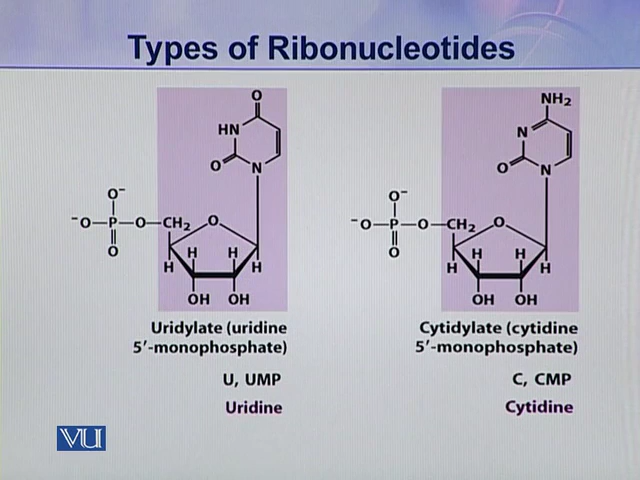 Types of Ribonucleotides
O
HN
O
N
O⁻
⁻O—P—O—CH₂
O
O
H
H
H
H
OH
OH
Uridylate (uridine
5′-monophosphate)
U, UMP
Uridine
NH₂
N
O
N
O⁻
⁻O—P—O—CH₂
O
O
H
H
H
H
OH
OH
Cytidylate (cytidine
5′-monophosphate)
C, CMP
Cytidine
VU